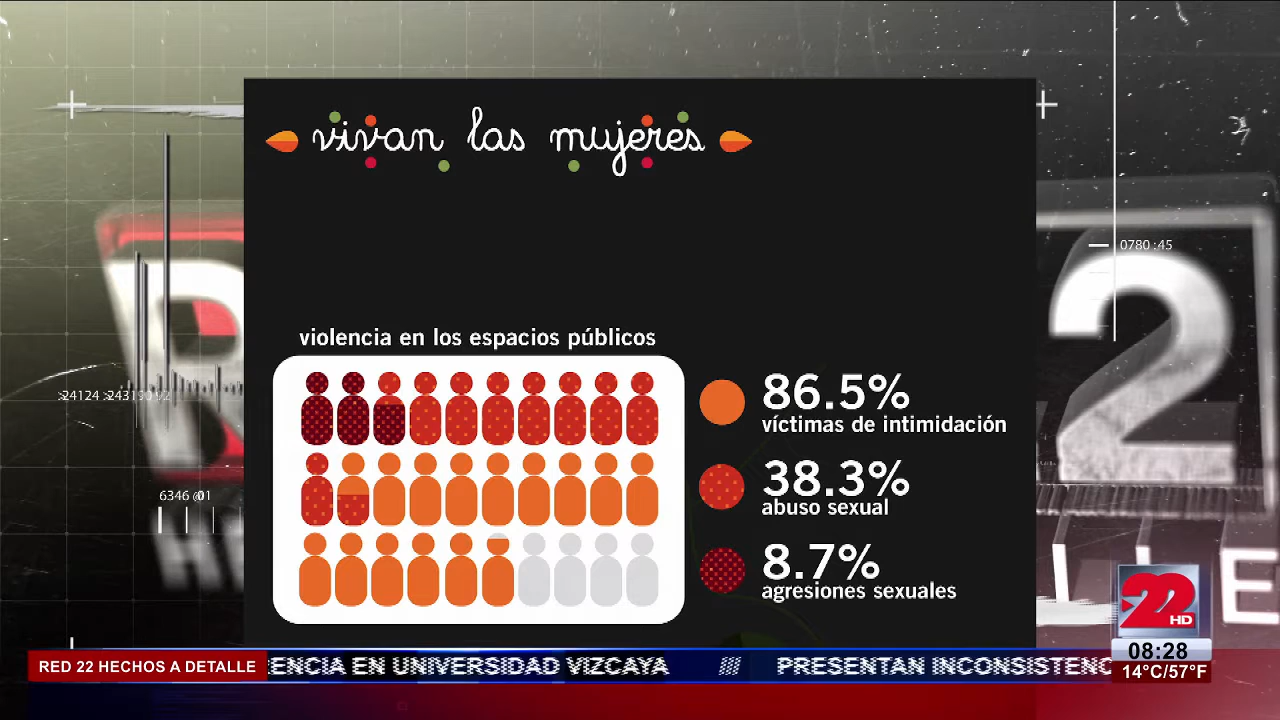 vivan las mujeres
0780 :45
violencia en los espacios públicos
86.5%
víctimas de intimidación
38.3%
abuso sexual
8.7%
agresiones sexuales
6346 @01
22
HD
08:28
14°C/57°F
RED 22 HECHOS A DETALLE
ENCIA EN UNIVERSIDAD VIZCAYA
PRESENTAN INCONSISTENC